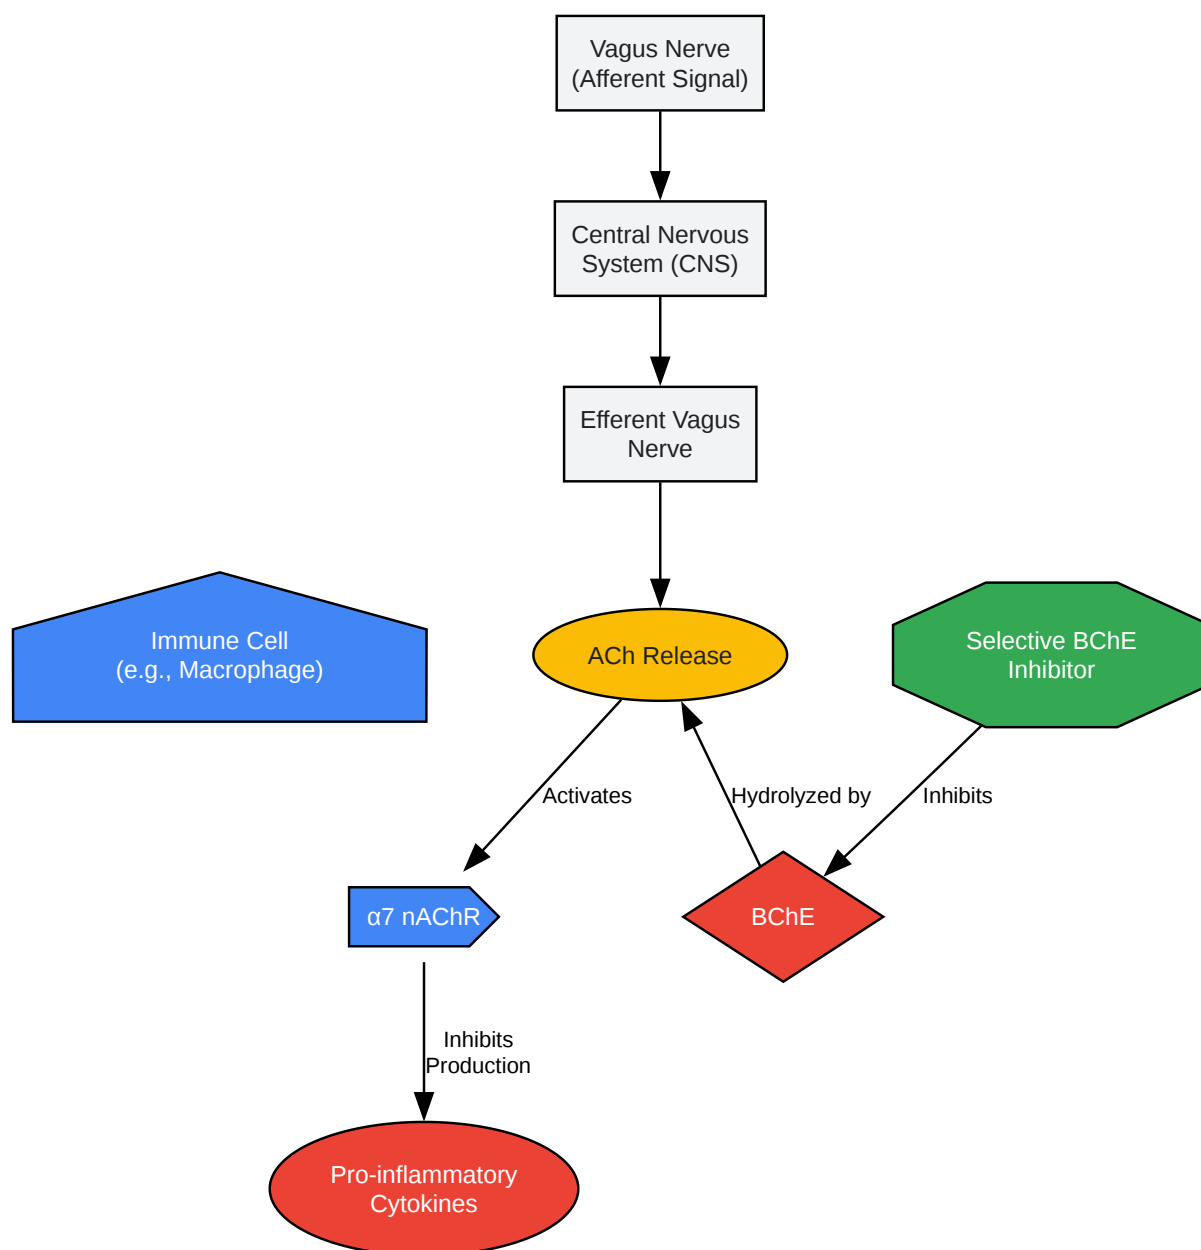 Vagus Nerve
(Afferent Signal)
Central Nervous
System (CNS)
Efferent Vagus
Nerve
Immune Cell
(e.g., Macrophage)
ACh Release
Selective BChE
Inhibitor
Activates
Hydrolyzed by
Inhibits
α7 nAChR
BChE
Inhibits
Production
Pro-inflammatory
Cytokines